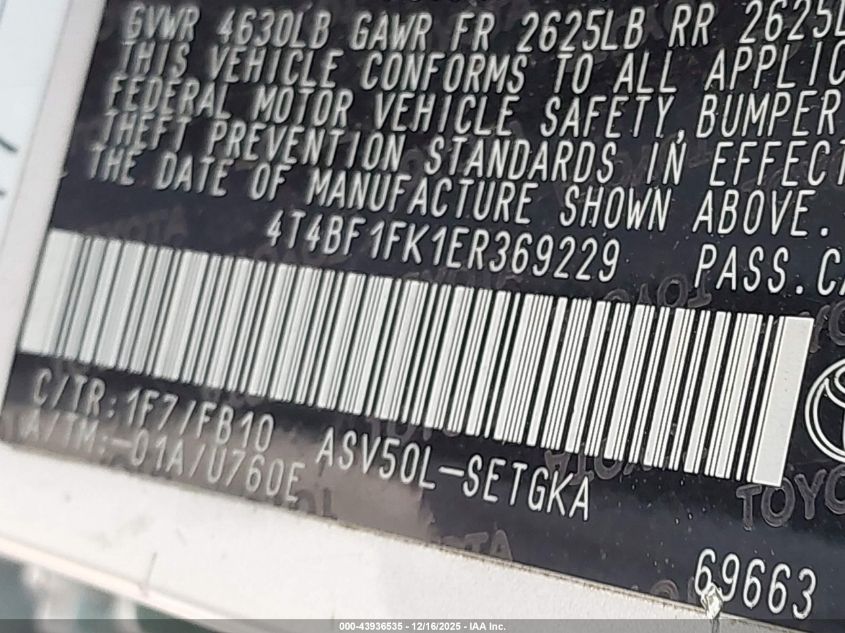 GVWR 4630LB GAWR FR 2625LB RR 2625L
THIS VEHICLE CONFORMS TO ALL APPLIC
FEDERAL MOTOR VEHICLE SAFETY, BUMPER
THEFT PREVENTION STANDARDS IN EFFECT
THE DATE OF MANUFACTURE SHOWN ABOVE.
4T4BF1FK1ER369229 PASS.CA
C/TR:1F7/FB10
A/TM:-01A/U760E ASV50L-SETGKA
TOYO
69663
000-43936535 - 12/16/2025 - IAA Inc.